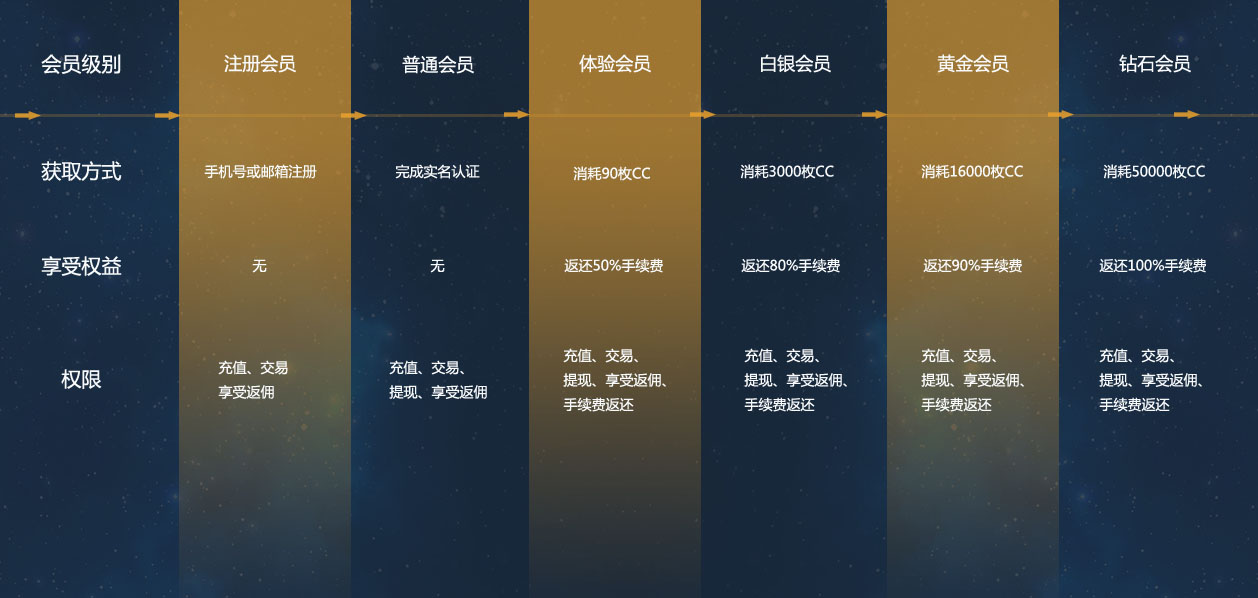 会员级别 注册会员 普通会员 体验会员 白银会员 黄金会员 钻石会员
获取方式 手机号或邮箱注册 完成实名认证 消耗90枚CC 消耗3000枚CC 消耗16000枚CC 消耗50000枚CC
享受权益 无 无 返还50%手续费 返还80%手续费 返还90%手续费 返还100%手续费
权限
充值、交易
享受返佣
充值、交易、
提现、享受返佣
充值、交易、
提现、享受返佣、
手续费返还
充值、交易、
提现、享受返佣、
手续费返还
充值、交易、
提现、享受返佣、
手续费返还
充值、交易、
提现、享受返佣、
手续费返还